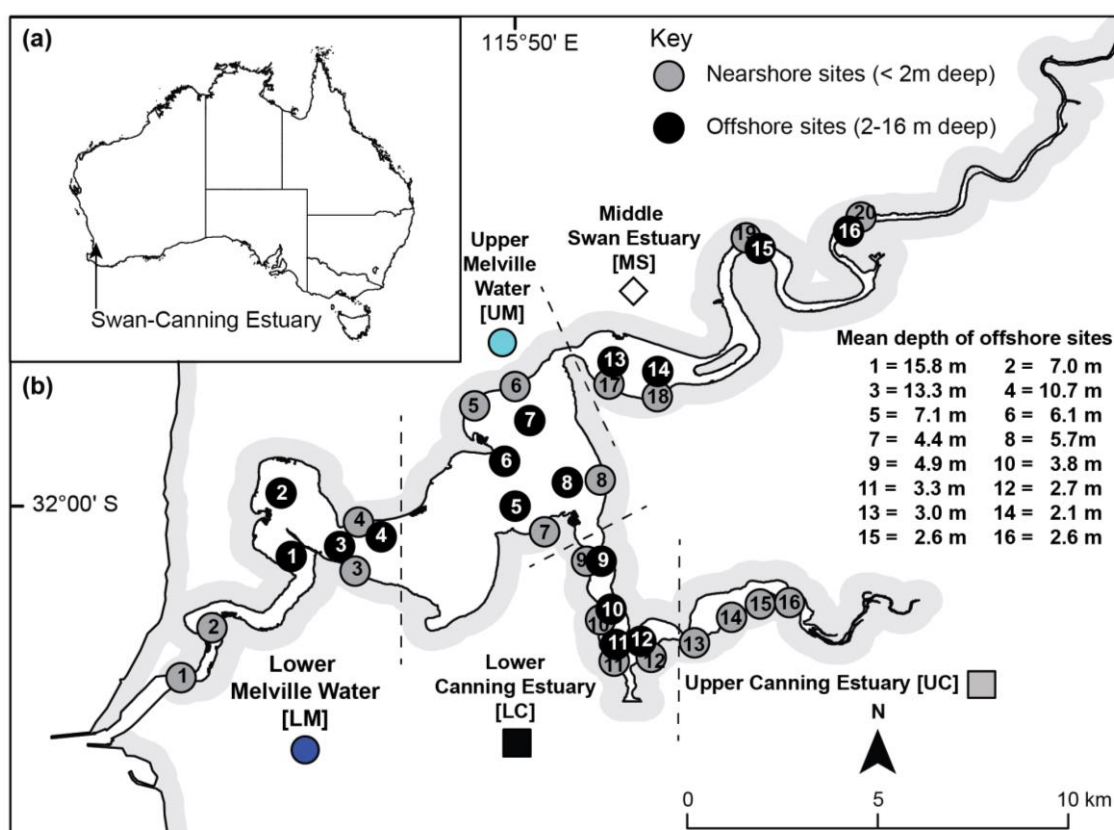 (a)
Swan-Canning Estuary
115°50' E
Key
Nearshore sites (< 2m deep)
Offshore sites (2-16 m deep)
(b)
32°00' S
Upper
Melville
Water
[UM]
Middle
Swan Estuary
[MS]
19
15
20
16
13
14
17
18
5
6
7
6
8
8
5
7
2
1
4
3
4
3
2
1
9
9
10
10
11
12
11
12
13
14
15
16
Mean depth of offshore sites
1 = 15.8 m 2 = 7.0 m
3 = 13.3 m 4 = 10.7 m
5 = 7.1 m 6 = 6.1 m
7 = 4.4 m 8 = 5.7m
9 = 4.9 m 10 = 3.8 m
11 = 3.3 m 12 = 2.7 m
13 = 3.0 m 14 = 2.1 m
15 = 2.6 m 16 = 2.6 m
Lower
Melville Water
[LM]
Lower
Canning Estuary
[LC]
Upper Canning Estuary [UC]
N
0 5 10 km